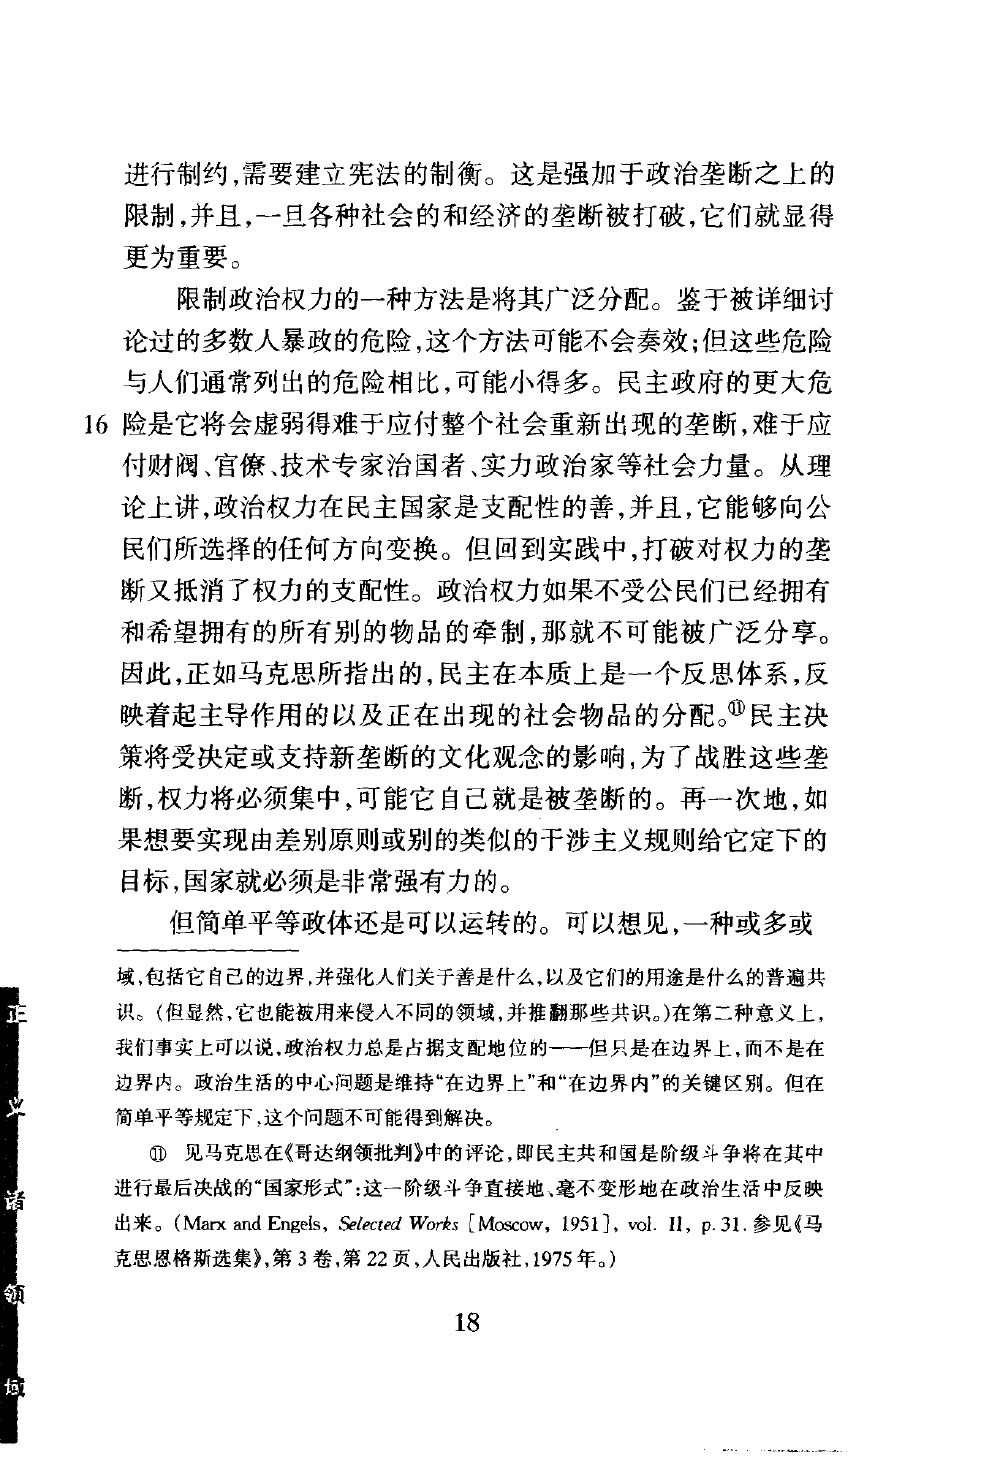 进行制约,需要建立宪法的制衡。这是强加于政治垄断之上的
限制,并且,一旦各种社会的和经济的垄断被打破,它们就显得
更为重要。
限制政治权力的一种方法是将其广泛分配。鉴于被详细讨
论过的多数人暴政的危险,这个方法可能不会奏效;但这些危险
与人们通常列出的危险相比,可能小得多。民主政府的更大危
16 险是它将会虚弱得难于应付整个社会重新出现的垄断,难于应
付财阀、官僚、技术专家治国者、实力政治家等社会力量。从理
论上讲,政治权力在民主国家是支配性的善,并且,它能够向公
民们所选择的任何方向变换。但回到实践中,打破对权力的垄
断又抵消了权力的支配性。政治权力如果不受公民们已经拥有
和希望拥有的所有别的物品的牵制,那就不可能被广泛分享。
因此,正如马克思所指出的,民主在本质上是一个反思体系,反
映着起主导作用的以及正在出现的社会物品的分配。⑪民主决
策将受决定或支持新垄断的文化观念的影响,为了战胜这些垄
断,权力将必须集中,可能它自己就是被垄断的。再一次地,如
果想要实现由差别原则或别的类似的干涉主义规则给它定下的
目标,国家就必须是非常强有力的。
但简单平等政体还是可以运转的。可以想见,一种或多或
域,包括它自己的边界,并强化人们关于善是什么,以及它们的用途是什么的普遍共
识。(但显然,它也能被用来侵入不同的领域,并推翻那些共识。)在第二种意义上,
我们事实上可以说,政治权力总是占据支配地位的——但只是在边界上,而不是在
边界内。政治生活的中心问题是维持“在边界上”和“在边界内”的关键区别。但在
简单平等规定下,这个问题不可能得到解决。
⑪ 见马克思在《哥达纲领批判》中的评论,即民主共和国是阶级斗争将在其中
进行最后决战的“国家形式”:这一阶级斗争直接地、毫不变形地在政治生活中反映
出来。(Marx and Engels, Selected Works [Moscow, 1951], vol. II, p.31.参见《马
克思恩格斯选集》,第3卷,第22页,人民出版社,1975年。)
18
正义诸领域